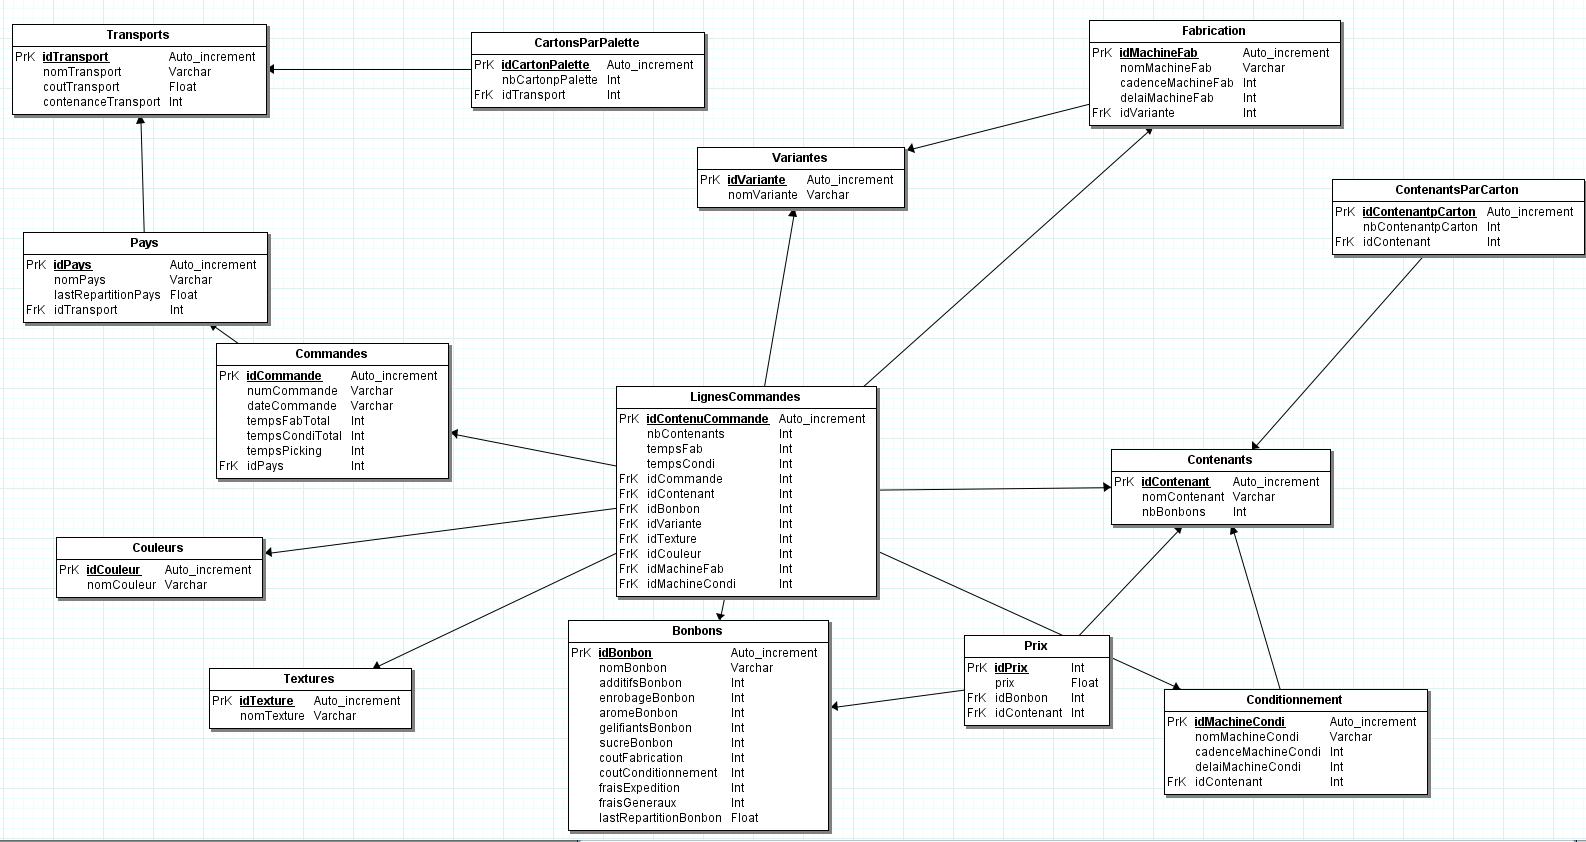 Transports
PrK idTransport Auto_increment
nomTransport Varchar
coutTransport Float
contenanceTransport Int
CartonsParPalette
PrK idCartonPalette Auto_increment
nbCartonpPalette Int
FrK idTransport Int
Fabrication
PrK idMachineFab Auto_increment
nomMachineFab Varchar
cadenceMachineFab Int
delaiMachineFab Int
FrK idVariante Int
Variantes
PrK idVariante Auto_increment
nomVariante Varchar
ContenantsParCarton
PrK idContenantpCarton Auto_increment
nbContenantpCarton Int
FrK idContenant Int
Pays
PrK idPays Auto_increment
nomPays Varchar
lastRepartitionPays Float
FrK idTransport Int
Commandes
PrK idCommande Auto_increment
numCommande Varchar
dateCommande Varchar
tempsFabTotal Int
tempsCondiTotal Int
tempsPicking Int
FrK idPays Int
LignesCommandes
PrK idContenuCommande Auto_increment
nbContenants Int
tempsFab Int
tempsCondi Int
FrK idCommande Int
FrK idContenant Int
FrK idBonbon Int
FrK idVariante Int
FrK idTexture Int
FrK idCouleur Int
FrK idMachineFab Int
FrK idMachineCondi Int
Contenants
PrK idContenant Auto_increment
nomContenant Varchar
nbBonbons Int
Couleurs
PrK idCouleur Auto_increment
nomCouleur Varchar
Textures
PrK idTexture Auto_increment
nomTexture Varchar
Bonbons
PrK idBonbon Auto_increment
nomBonbon Varchar
additifsBonbon Int
enrobageBonbon Int
aromeBonbon Int
gelifiantsBonbon Int
sucreBonbon Int
coutFabrication Int
coutConditionnement Int
fraisExpedition Int
fraisGeneraux Int
lastRepartitionBonbon Float
Prix
PrK idPrix Int
prix Float
FrK idBonbon Int
FrK idContenant Int
Conditionnement
PrK idMachineCondi Auto_increment
nomMachineCondi Varchar
cadenceMachineCondi Int
delaiMachineCondi Int
FrK idContenant Int